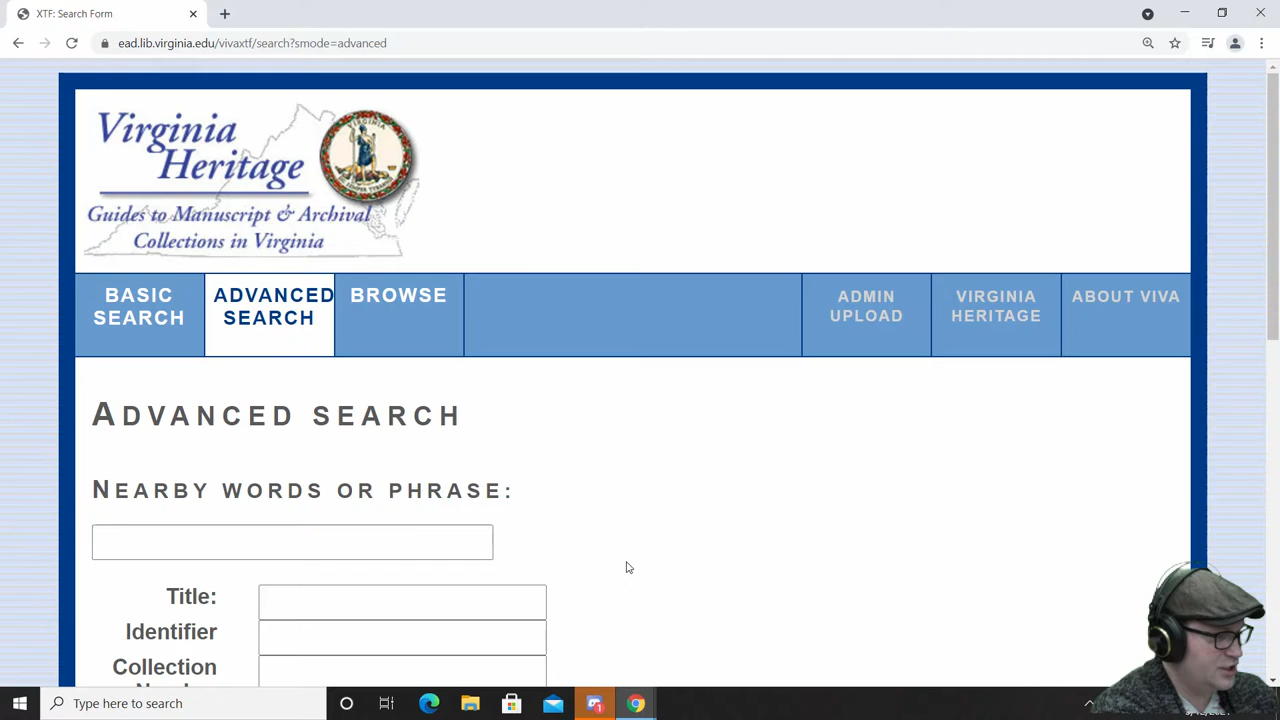 XTF: Search Form
ead.lib.virginia.edu/vivaxtf/search?smode=advanced
Virginia
Heritage
Guides to Manuscript & Archival
Collections in Virginia
BASIC
SEARCH
ADVANCED
SEARCH
BROWSE
ADMIN
UPLOAD
VIRGINIA
HERITAGE
ABOUT VIVA
ADVANCED SEARCH
NEARBY WORDS OR PHRASE:
Title:
Identifier
Collection
Type here to search
1